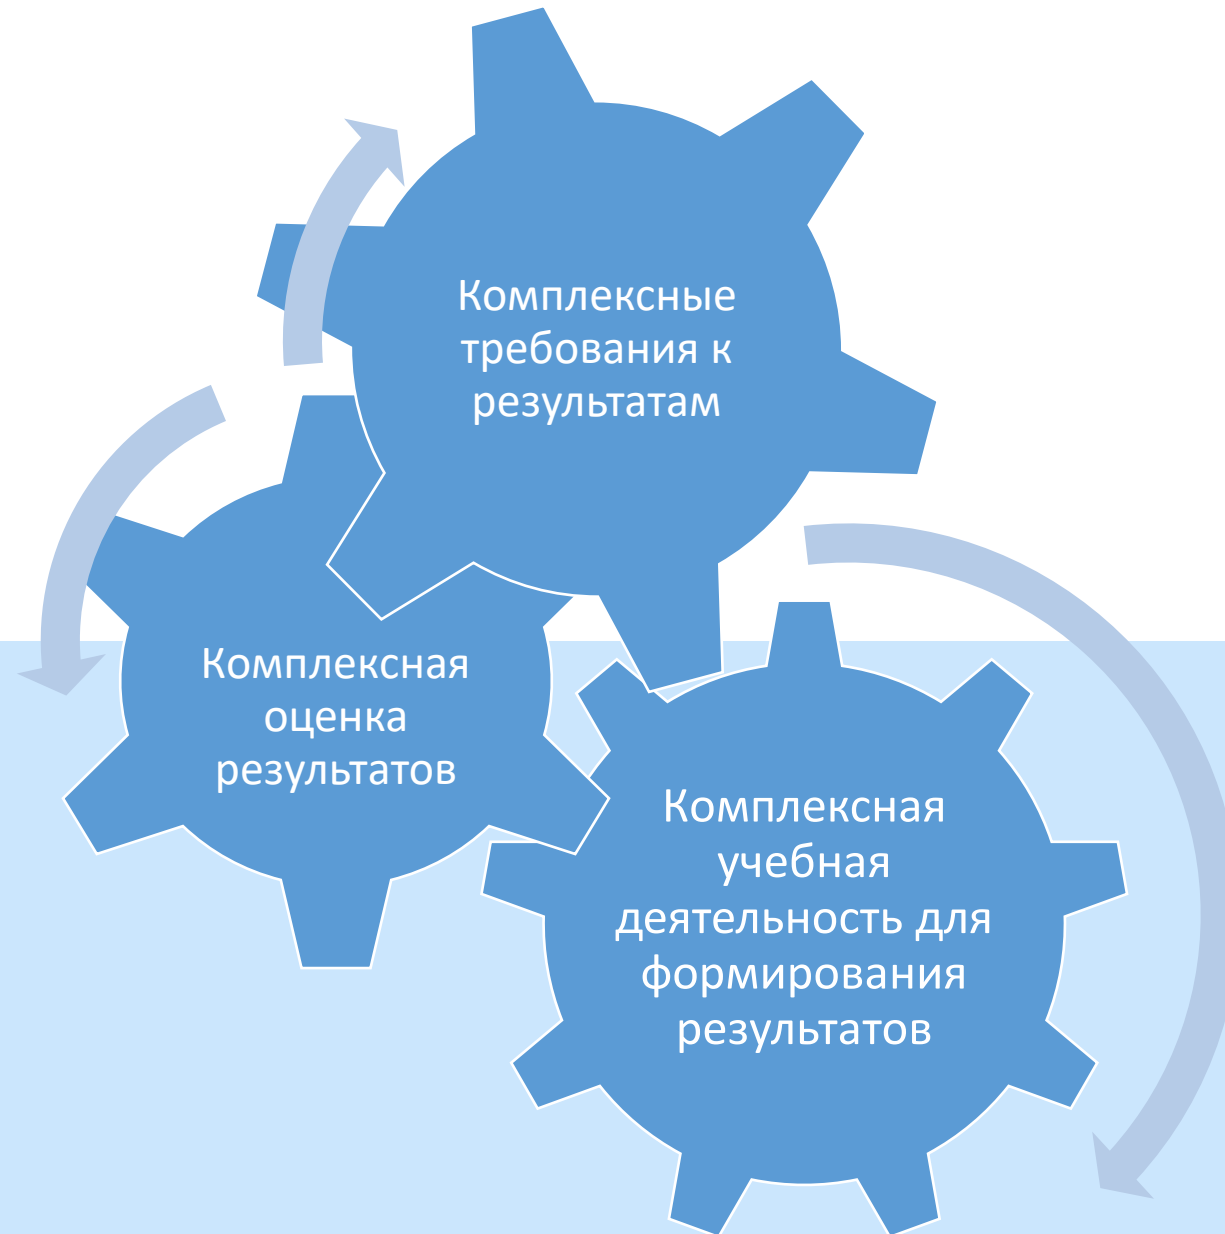 Комплексные
требования к
результатам
Комплексная
оценка
результатов
Комплексная
учебная
деятельность для
формирования
результатов